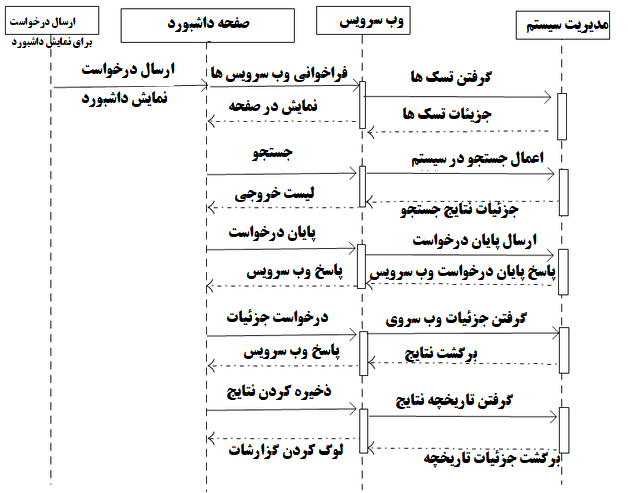 ارسال درخواست
برای نمایش داشبورد
صفحه داشبورد
وب سرویس
مدیریت سیستم
ارسال درخواست
نمایش داشبورد
فراخوانی وب سرویس ها
گرفتن تسک ها
نمایش در صفحه
جزیئات تسک ها
جستجو
اعمال جستجو در سیستم
لیست خروجی
جزئیات نتایج جستجو
پایان درخواست
ارسال پایان درخواست
پاسخ وب سرویس
پاسخ پایان درخواست وب سرویس
درخواست جزئیات
گرفتن جزئیات وب سروی
پاسخ وب سرویس
برگشت نتایج
ذخیره کردن نتایج
گرفتن تاریخچه نتایج
لوگ کردن گزارشات
برگشت جزئیات تاریخچه